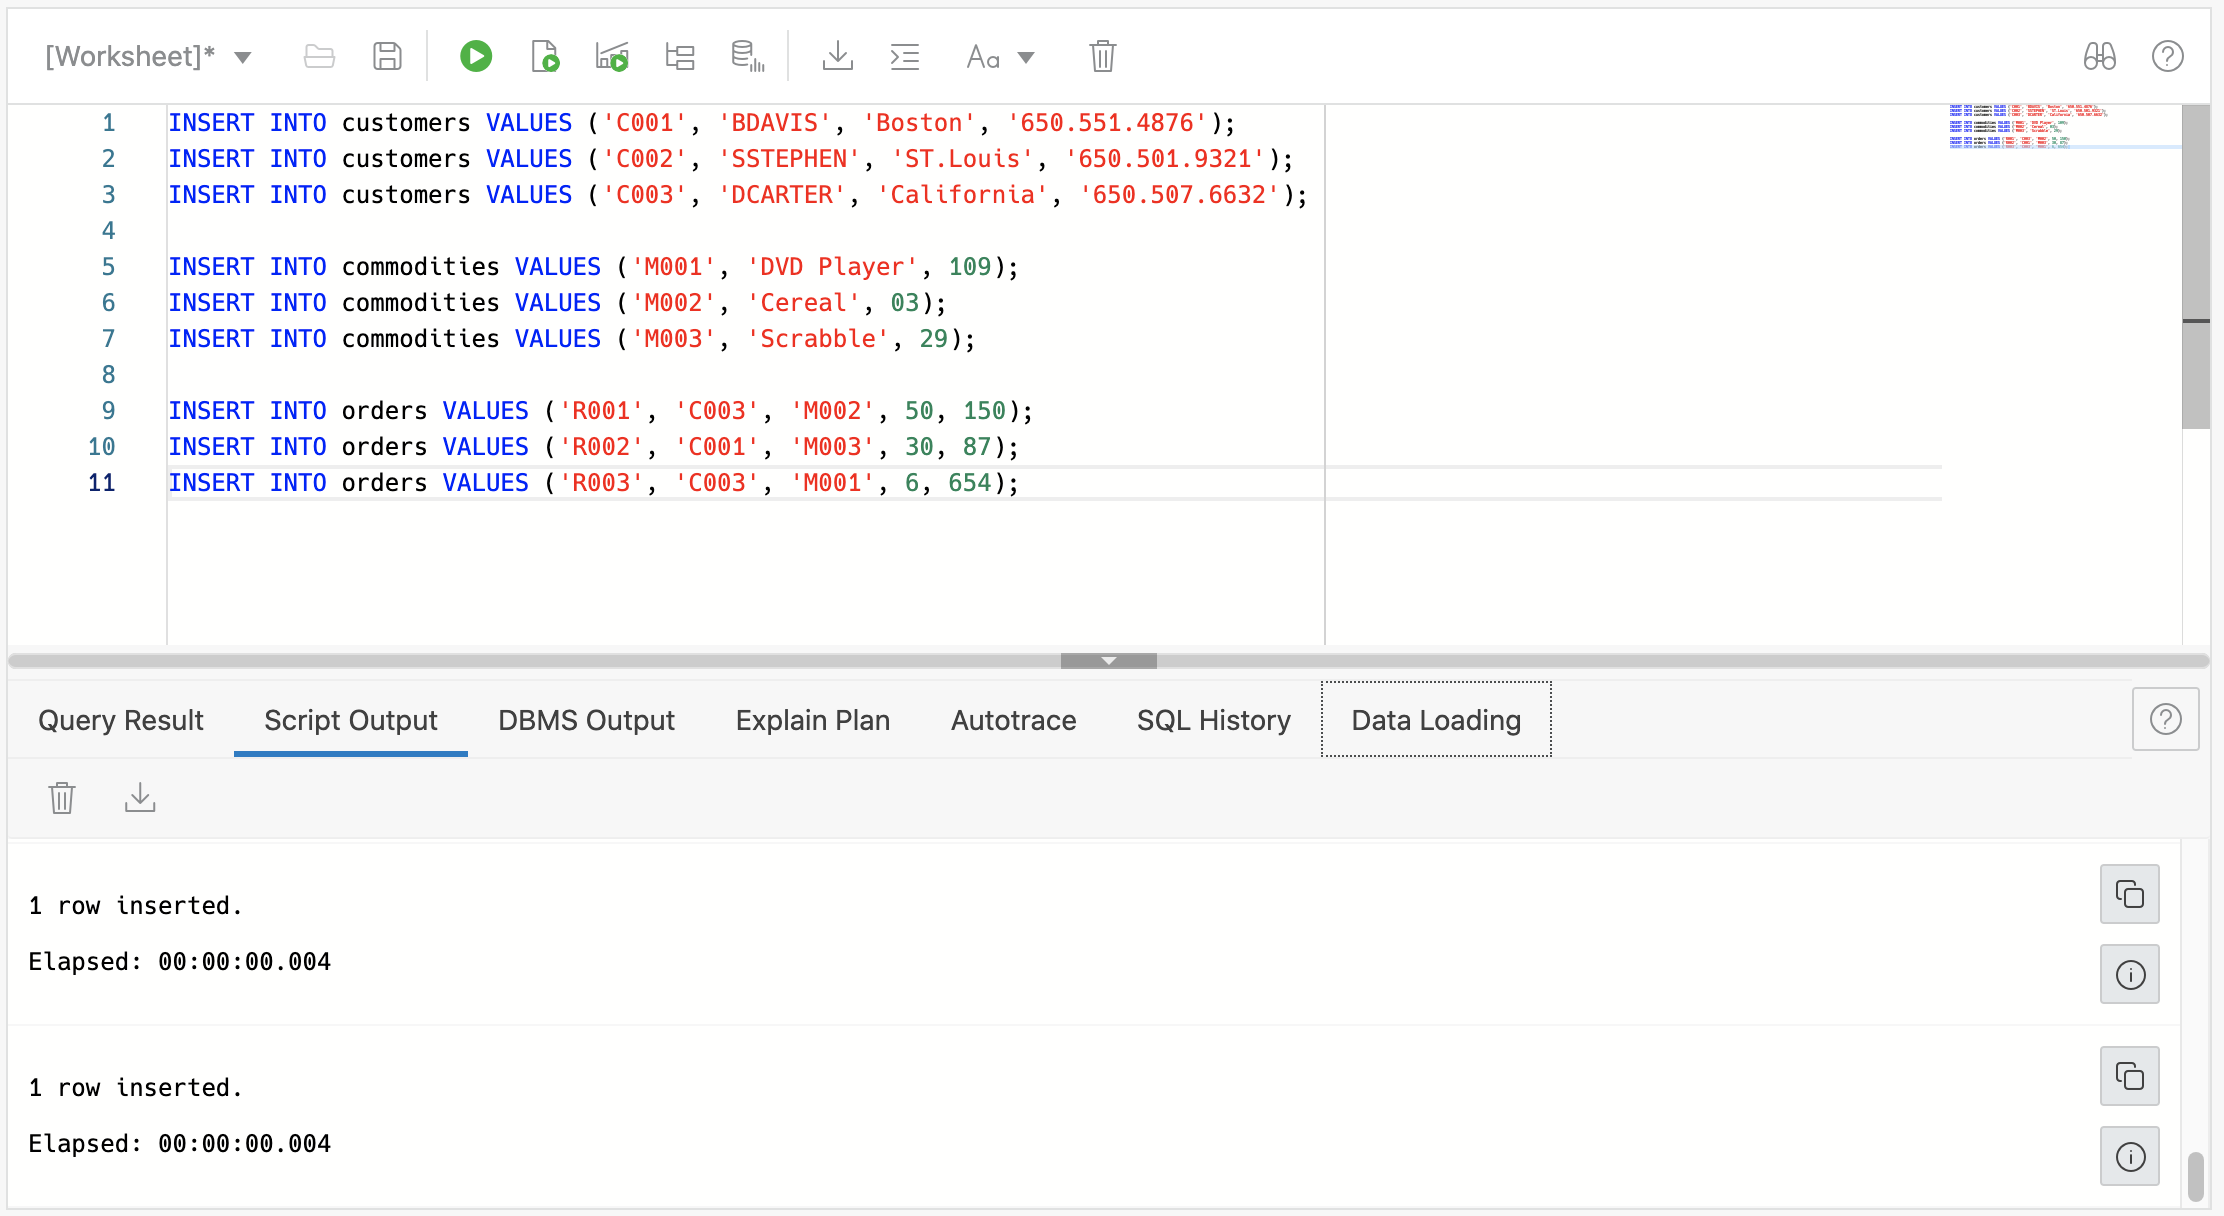 [Worksheet]*
Aa
1 INSERT INTO customers VALUES ('C001', 'BDAVIS', 'Boston', '650.551.4876');
2 INSERT INTO customers VALUES ('C002', 'SSTEPHEN', 'ST.Louis', '650.501.9321');
3 INSERT INTO customers VALUES ('C003', 'DCARTER', 'California', '650.507.6632');
4
5 INSERT INTO commodities VALUES ('M001', 'DVD Player', 109);
6 INSERT INTO commodities VALUES ('M002', 'Cereal', 03);
7 INSERT INTO commodities VALUES ('M003', 'Scrabble', 29);
8
9 INSERT INTO orders VALUES ('R001', 'C003', 'M002', 50, 150);
10 INSERT INTO orders VALUES ('R002', 'C001', 'M003', 30, 87);
11 INSERT INTO orders VALUES ('R003', 'C003', 'M001', 6, 654);
Query Result Script Output DBMS Output Explain Plan Autotrace SQL History Data Loading
1 row inserted.
Elapsed: 00:00:00.004
1 row inserted.
Elapsed: 00:00:00.004